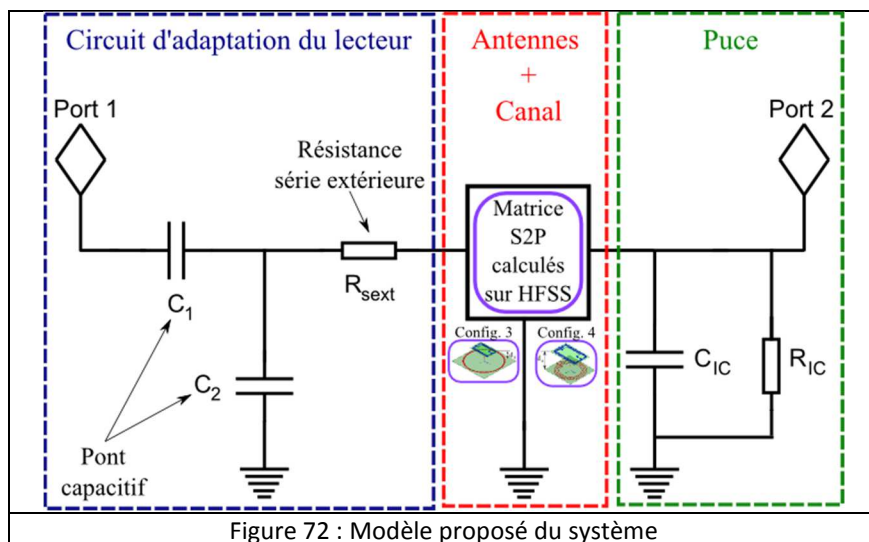 Circuit d'adaptation du lecteur
Antennes
+
Canal
Puce
Port 1
Port 2
Résistance
série extérieure
Matrice
S2P
calculés
sur HFSS
Rsext
C1
Config. 3
Config. 4
C2
CIC
RIC
Pont
capacitif
Figure 72 : Modèle proposé du système